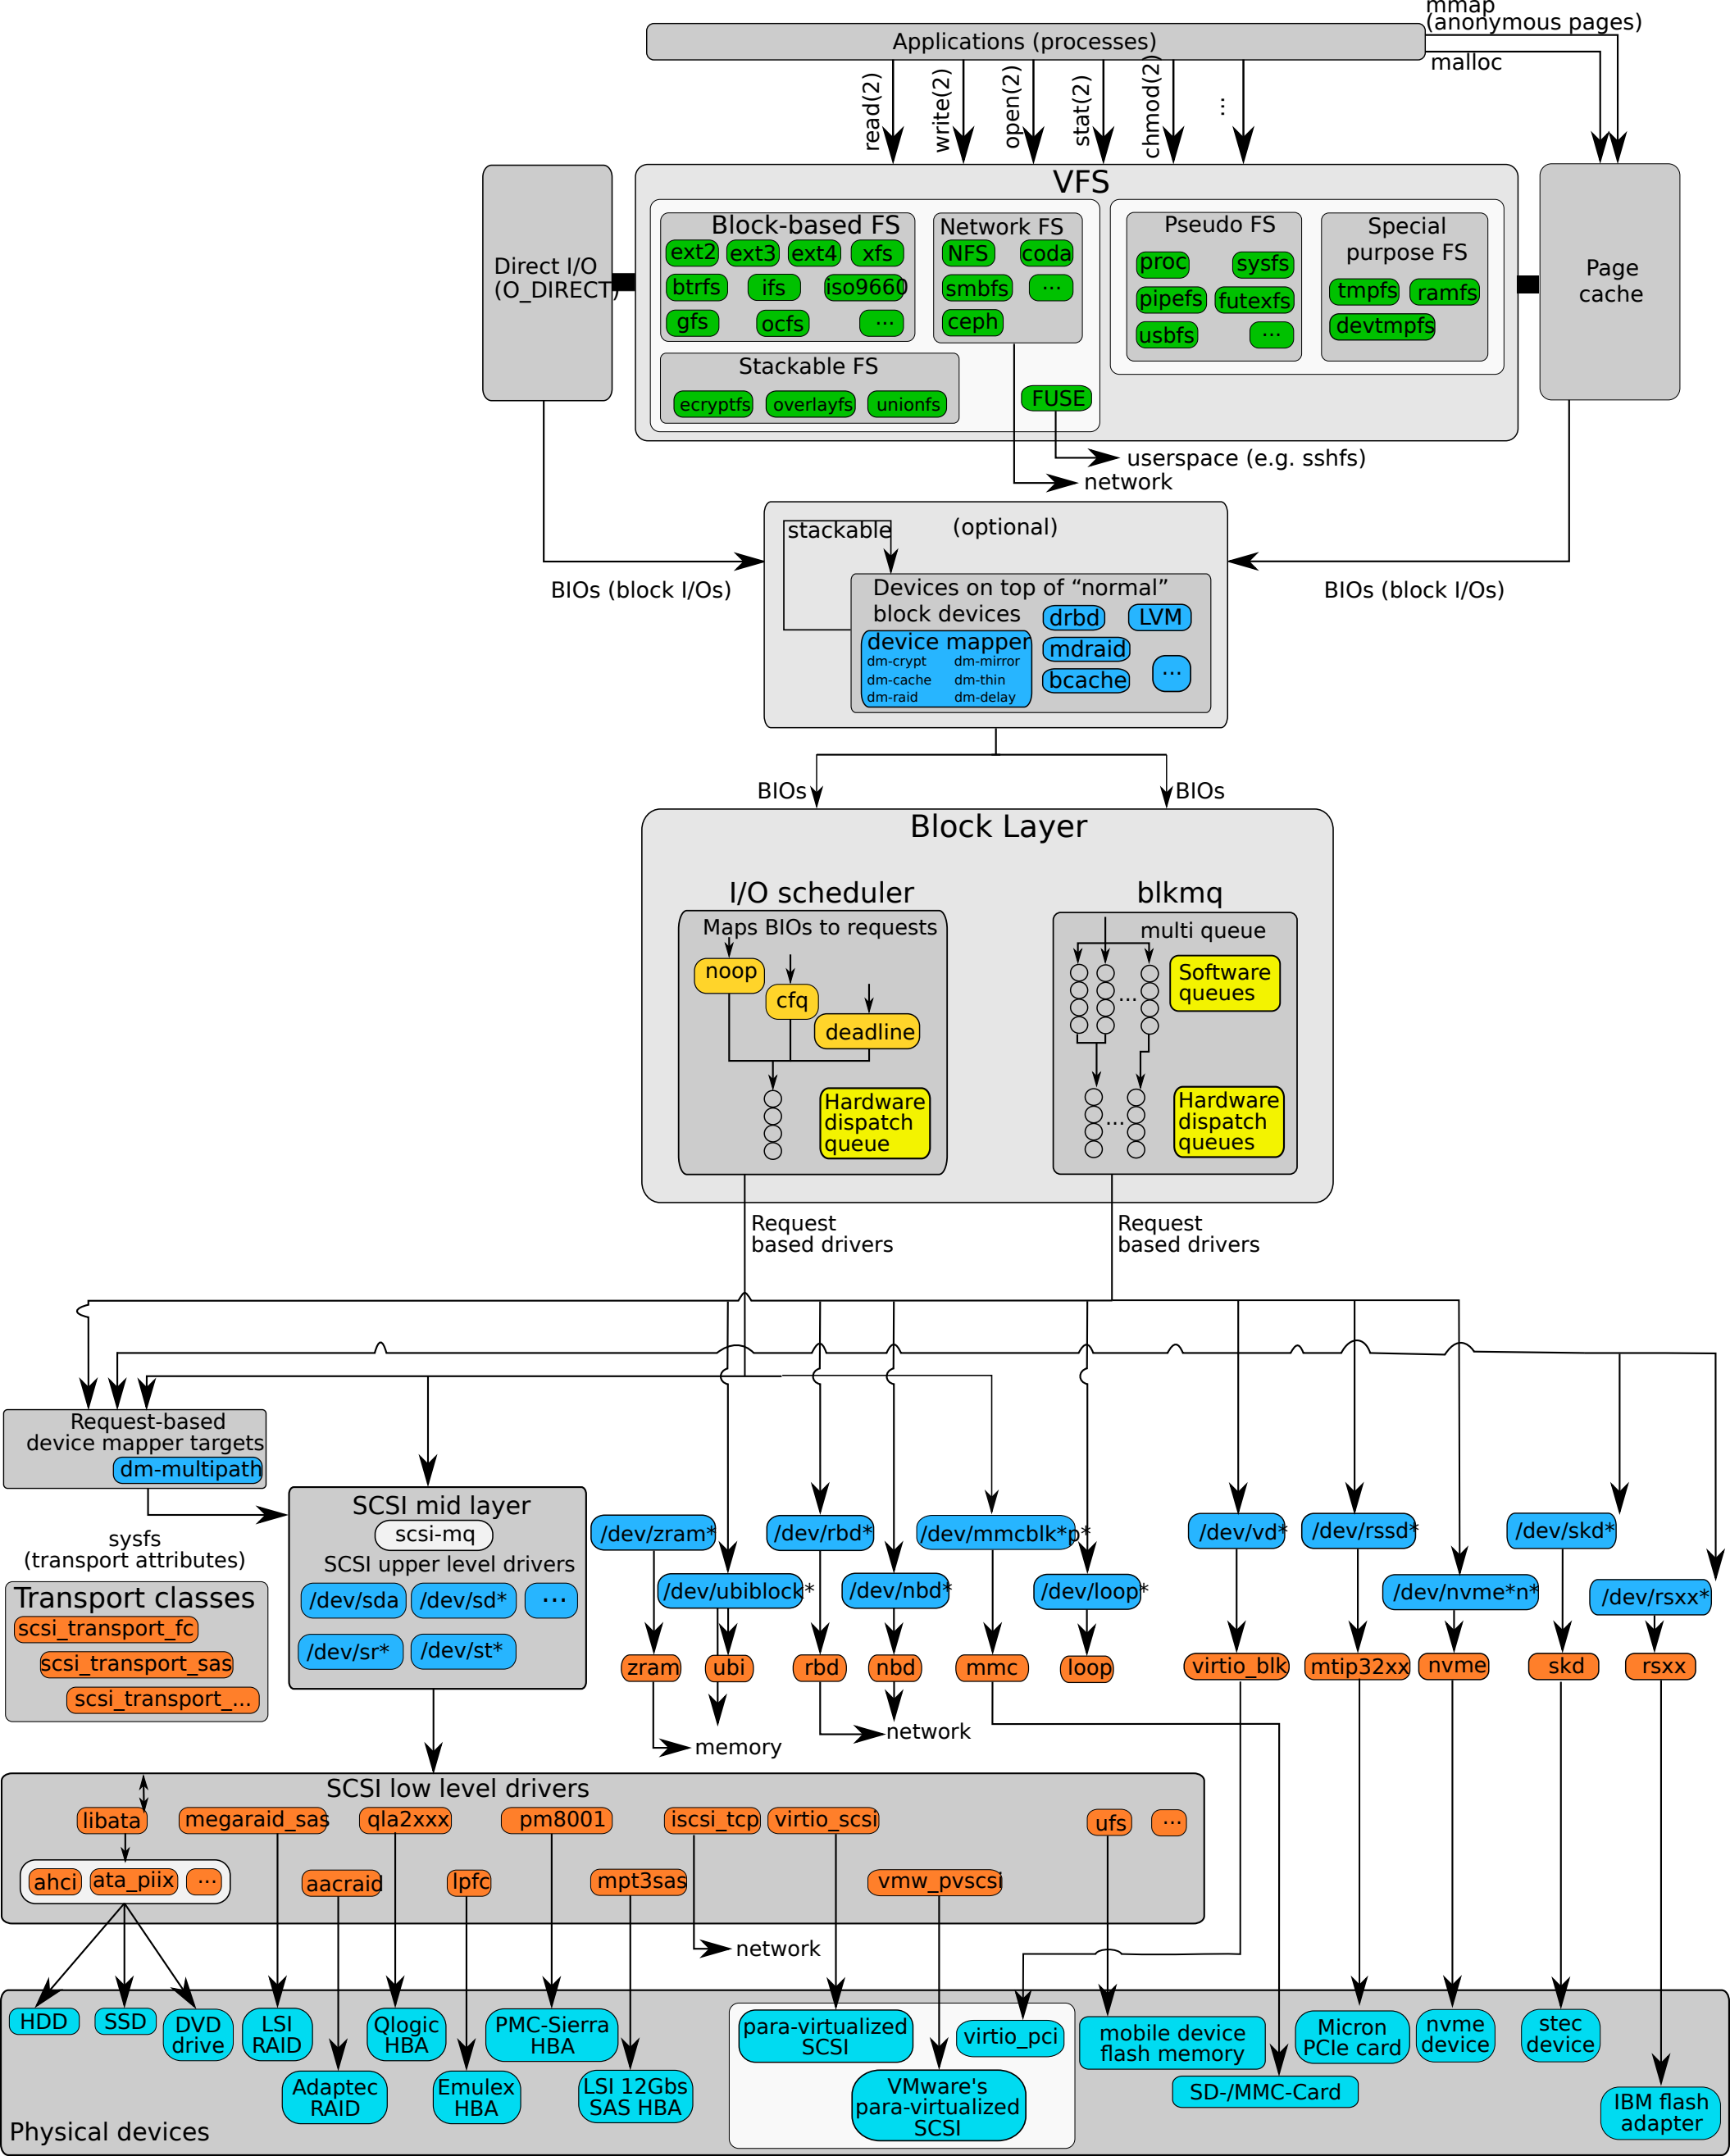 mmap
(anonymous pages)
Applications (processes)
malloc
read(2)
write(2)
open(2)
stat(2)
chmod(2)
...
VFS
Direct I/O
(O_DIRECT)
Block-based FS
ext2
ext3
ext4
xfs
btrfs
ifs
iso9660
gfs
ocfs
...
Network FS
NFS
coda
smbfs
...
ceph
Pseudo FS
proc
sysfs
pipefs
futexfs
usbfs
...
Special
purpose FS
tmpfs
ramfs
devtmpfs
Page
cache
Stackable FS
ecryptfs
overlayfs
unionfs
FUSE
userspace (e.g. sshfs)
network
stackable
(optional)
BIOs (block I/Os)
BIOs (block I/Os)
Devices on top of “normal”
block devices
drbd
LVM
device mapper
dm-crypt
dm-mirror
dm-cache
dm-thin
dm-raid
dm-delay
mdraid
bcache
...
BIOs
BIOs
Block Layer
I/O scheduler
Maps BIOs to requests
noop
cfq
deadline
Hardware
dispatch
queue
blkmq
multi queue
Software
queues
...
Hardware
dispatch
queues
...
Request
based drivers
Request
based drivers
Request-based
device mapper targets
dm-multipath
sysfs
(transport attributes)
Transport classes
scsi_transport_fc
scsi_transport_sas
scsi_transport_...
SCSI mid layer
scsi-mq
SCSI upper level drivers
/dev/sda
/dev/sd*
...
/dev/sr*
/dev/st*
/dev/zram*
/dev/rbd*
/dev/mmcblk*p*
/dev/vd*
/dev/rssd*
/dev/skd*
/dev/ubiblock*
/dev/nbd*
/dev/loop*
/dev/nvme*n*
/dev/rsxx*
zram
ubi
rbd
nbd
mmc
loop
virtio_blk
mtip32xx
nvme
skd
rsxx
memory
network
SCSI low level drivers
libata
megaraid_sas
qla2xxx
pm8001
iscsi_tcp
virtio_scsi
ufs
...
ahci
ata_piix
...
aacraid
lpfc
mpt3sas
vmw_pvscsi
network
HDD
SSD
DVD
drive
LSI
RAID
Qlogic
HBA
PMC-Sierra
HBA
para-virtualized
SCSI
virtio_pci
mobile device
flash memory
Micron
PCIe card
nvme
device
stec
device
Adaptec
RAID
Emulex
HBA
LSI 12Gbs
SAS HBA
VMware's
para-virtualized
SCSI
SD-/MMC-Card
IBM flash
adapter
Physical devices